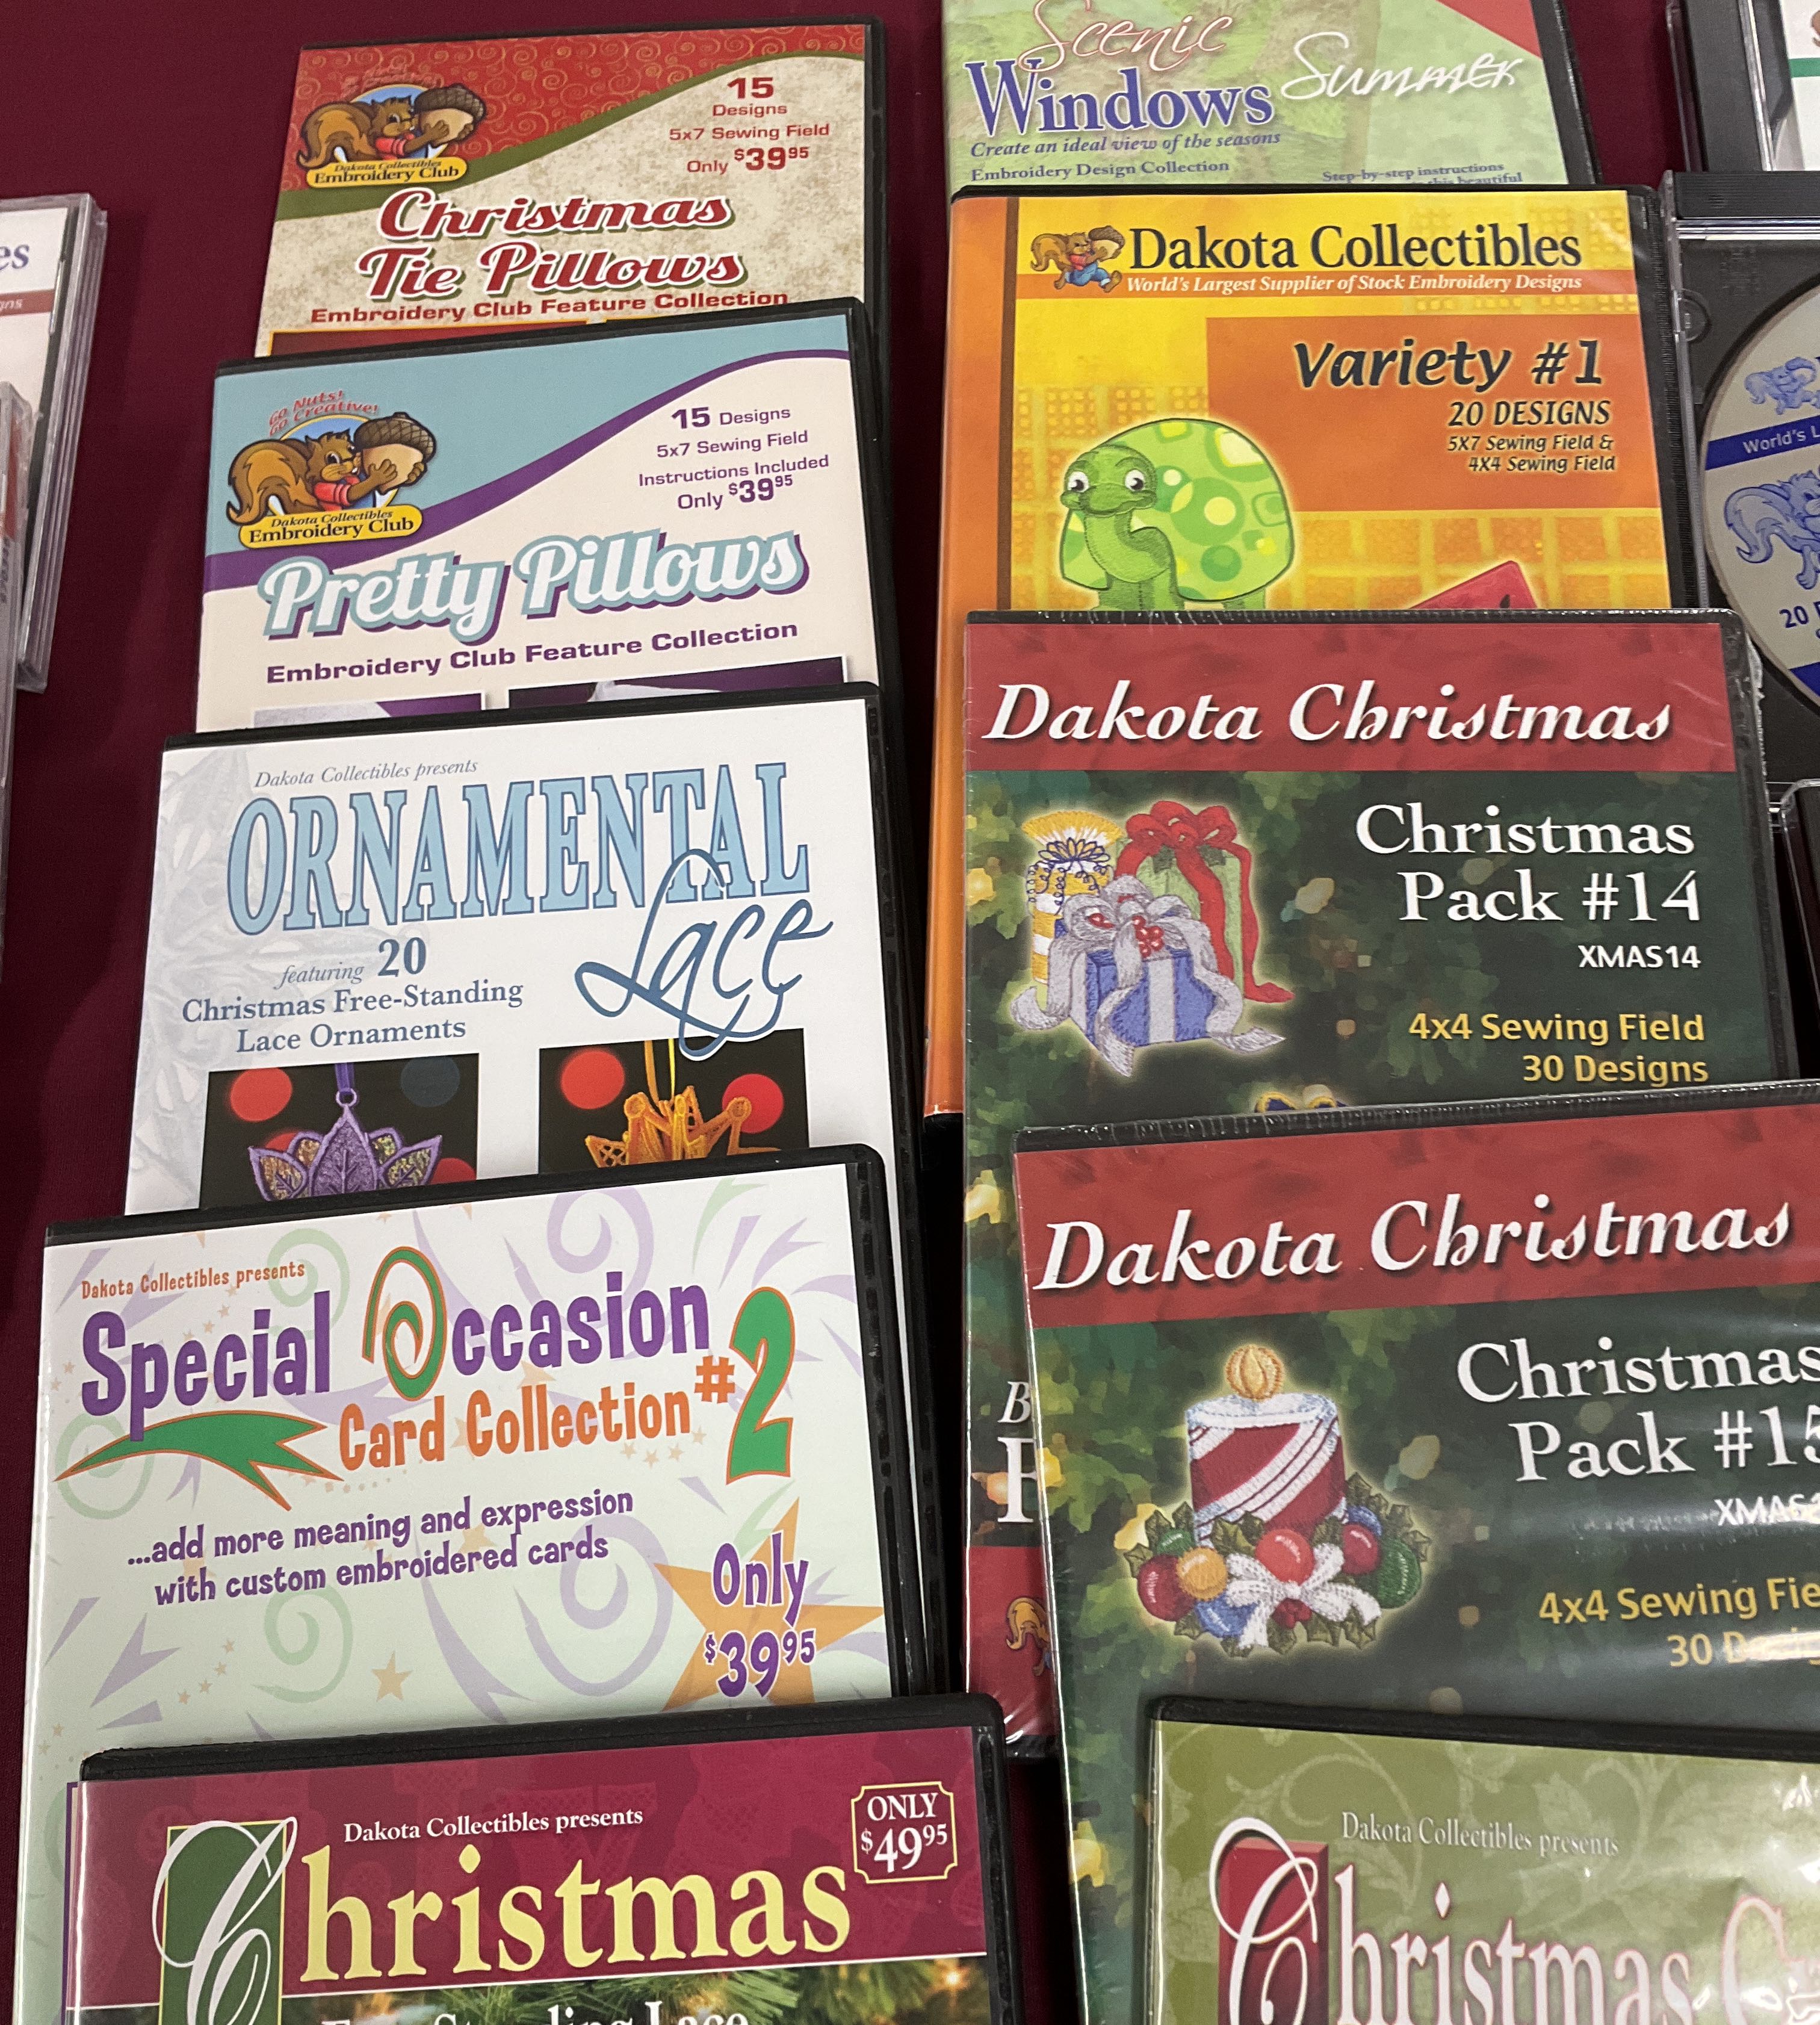 15
Designs
5x7 Sewing Field
Only $39.95
Dakota Collectibles
Embroidery Club
Christmas
Tie Pillows
Embroidery Club Feature Collection
Go Nuts!
Go Creative!
Dakota Collectibles
Embroidery Club
15 Designs
5x7 Sewing Field
Instructions Included
Only $39.95
Pretty Pillows
Embroidery Club Feature Collection
Dakota Collectibles presents
ORNAMENTAL
Lace
featuring 20
Christmas Free-Standing
Lace Ornaments
Dakota Collectibles presents
Special Occasion
Card Collection #2
...add more meaning and expression
with custom embroidered cards
Only
$39.95
Dakota Collectibles presents
ONLY
$49.95
Christmas
Scenic
Windows Summer
Create an ideal view of the seasons
Embroidery Design Collection
Step-by-step instructions
this beautiful
Dakota Collectibles
World's Largest Supplier of Stock Embroidery Designs
Variety #1
20 DESIGNS
5X7 Sewing Field &
4X4 Sewing Field
Dakota Christmas
Christmas
Pack #14
XMAS14
4x4 Sewing Field
30 Designs
Dakota Christmas
Christmas
Pack #15
4x4 Sewing
30
Dakota Collectibles presents
Christmas
World's
20